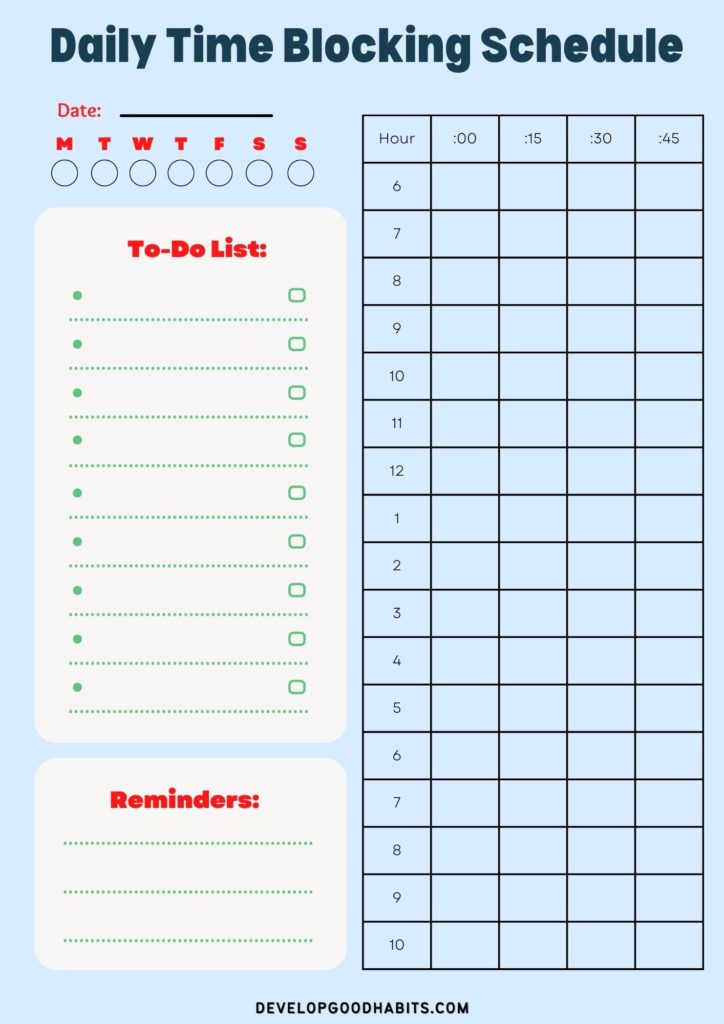 Daily Time Blocking Schedule
Date:
M T W T F S S
To-Do List:
Reminders:
Hour :00 :15 :30 :45
6
7
8
9
10
11
12
1
2
3
4
5
6
7
8
9
10
DEVELOPGOODHABITS.COM